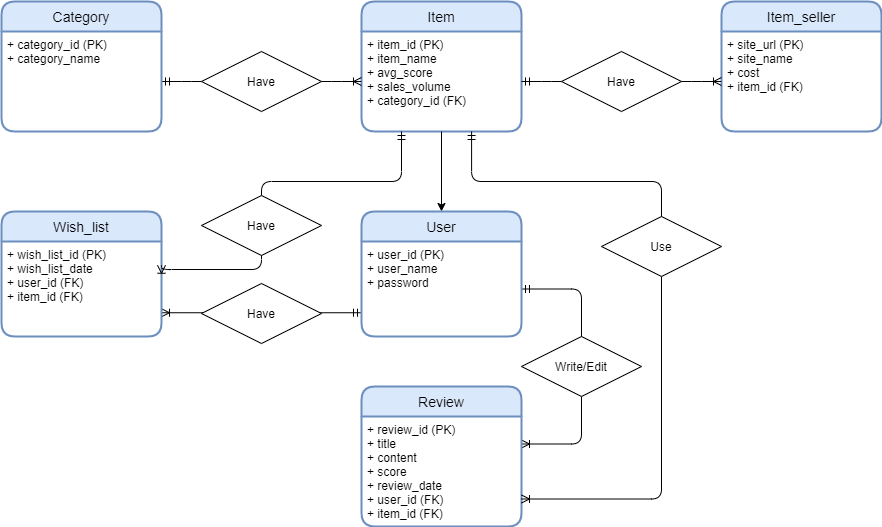 Category
+ category_id (PK)
+ category_name
Have
Item
+ item_id (PK)
+ item_name
+ avg_score
+ sales_volume
+ category_id (FK)
Have
Item_seller
+ site_url (PK)
+ site_name
+ cost
+ item_id (FK)
Wish_list
+ wish_list_id (PK)
+ wish_list_date
+ user_id (FK)
+ item_id (FK)
Have
Have
User
+ user_id (PK)
+ user_name
+ password
Use
Write/Edit
Review
+ review_id (PK)
+ title
+ content
+ score
+ review_date
+ user_id (FK)
+ item_id (FK)